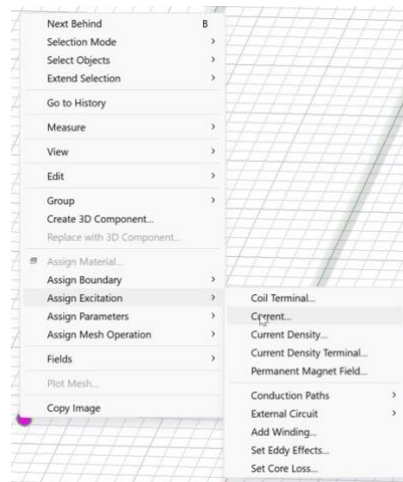 Next Behind B
Selection Mode >
Select Objects >
Extend Selection >
Go to History
Measure >
View >
Edit >
Group >
Create 3D Component...
Replace with 3D Component...
Assign Material...
Assign Boundary >
Assign Excitation >
Assign Parameters >
Assign Mesh Operation >
Fields >
Plot Mesh...
Copy Image
Coil Terminal...
Current...
Current Density...
Current Density Terminal...
Permanent Magnet Field...
Conduction Paths >
External Circuit >
Add Winding...
Set Eddy Effects...
Set Core Loss...